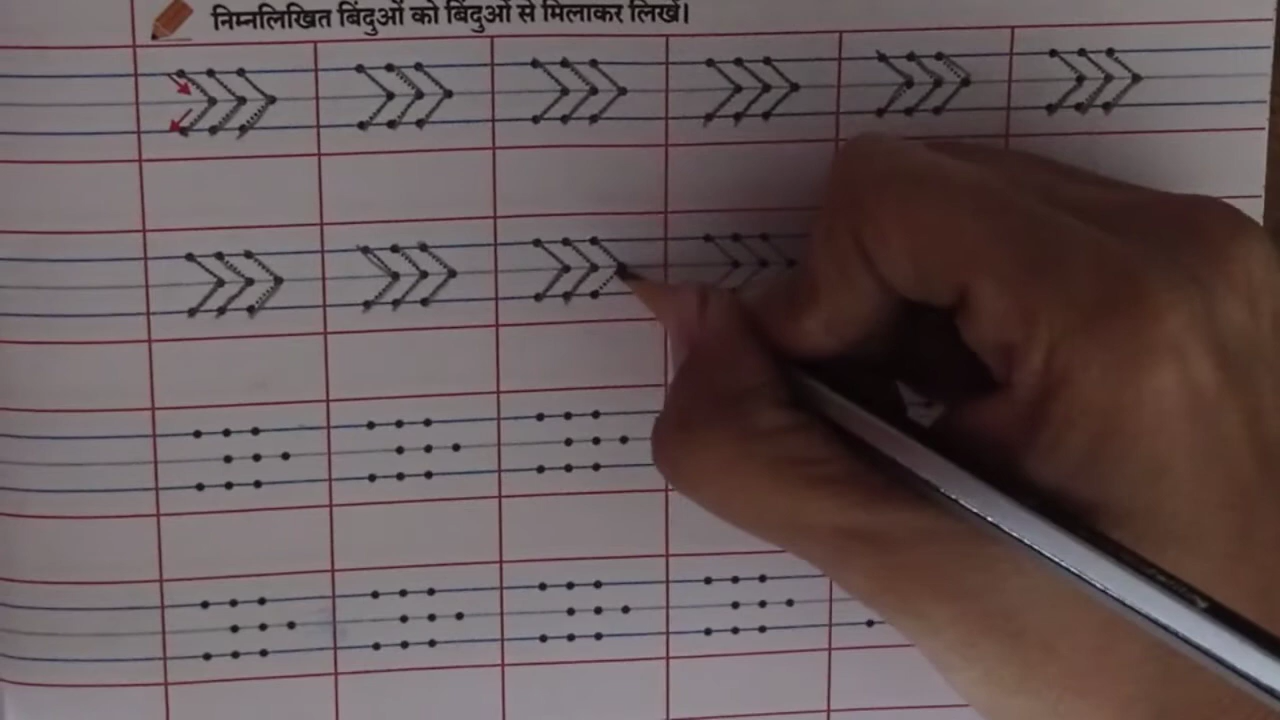 निम्नलिखित बिंदुओं को बिंदुओं से मिलाकर लिखें।